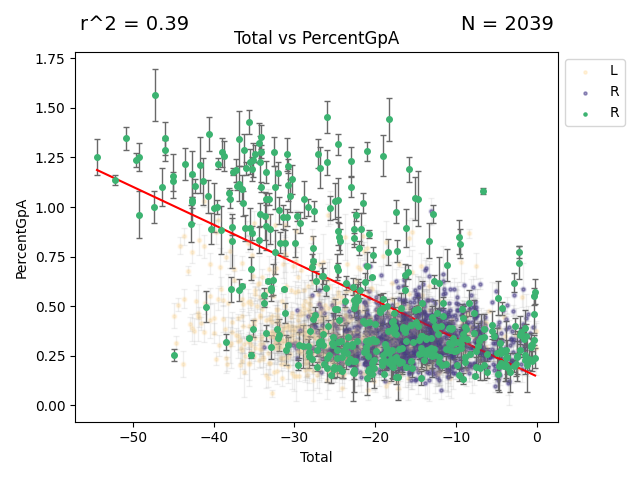 r^2 = 0.39
N = 2039
Total vs PercentGpA
1.75
1.50
1.25
1.00
0.75
0.50
0.25
0.00
PercentGpA
−50
−40
−30
−20
−10
0
Total
L
R
R